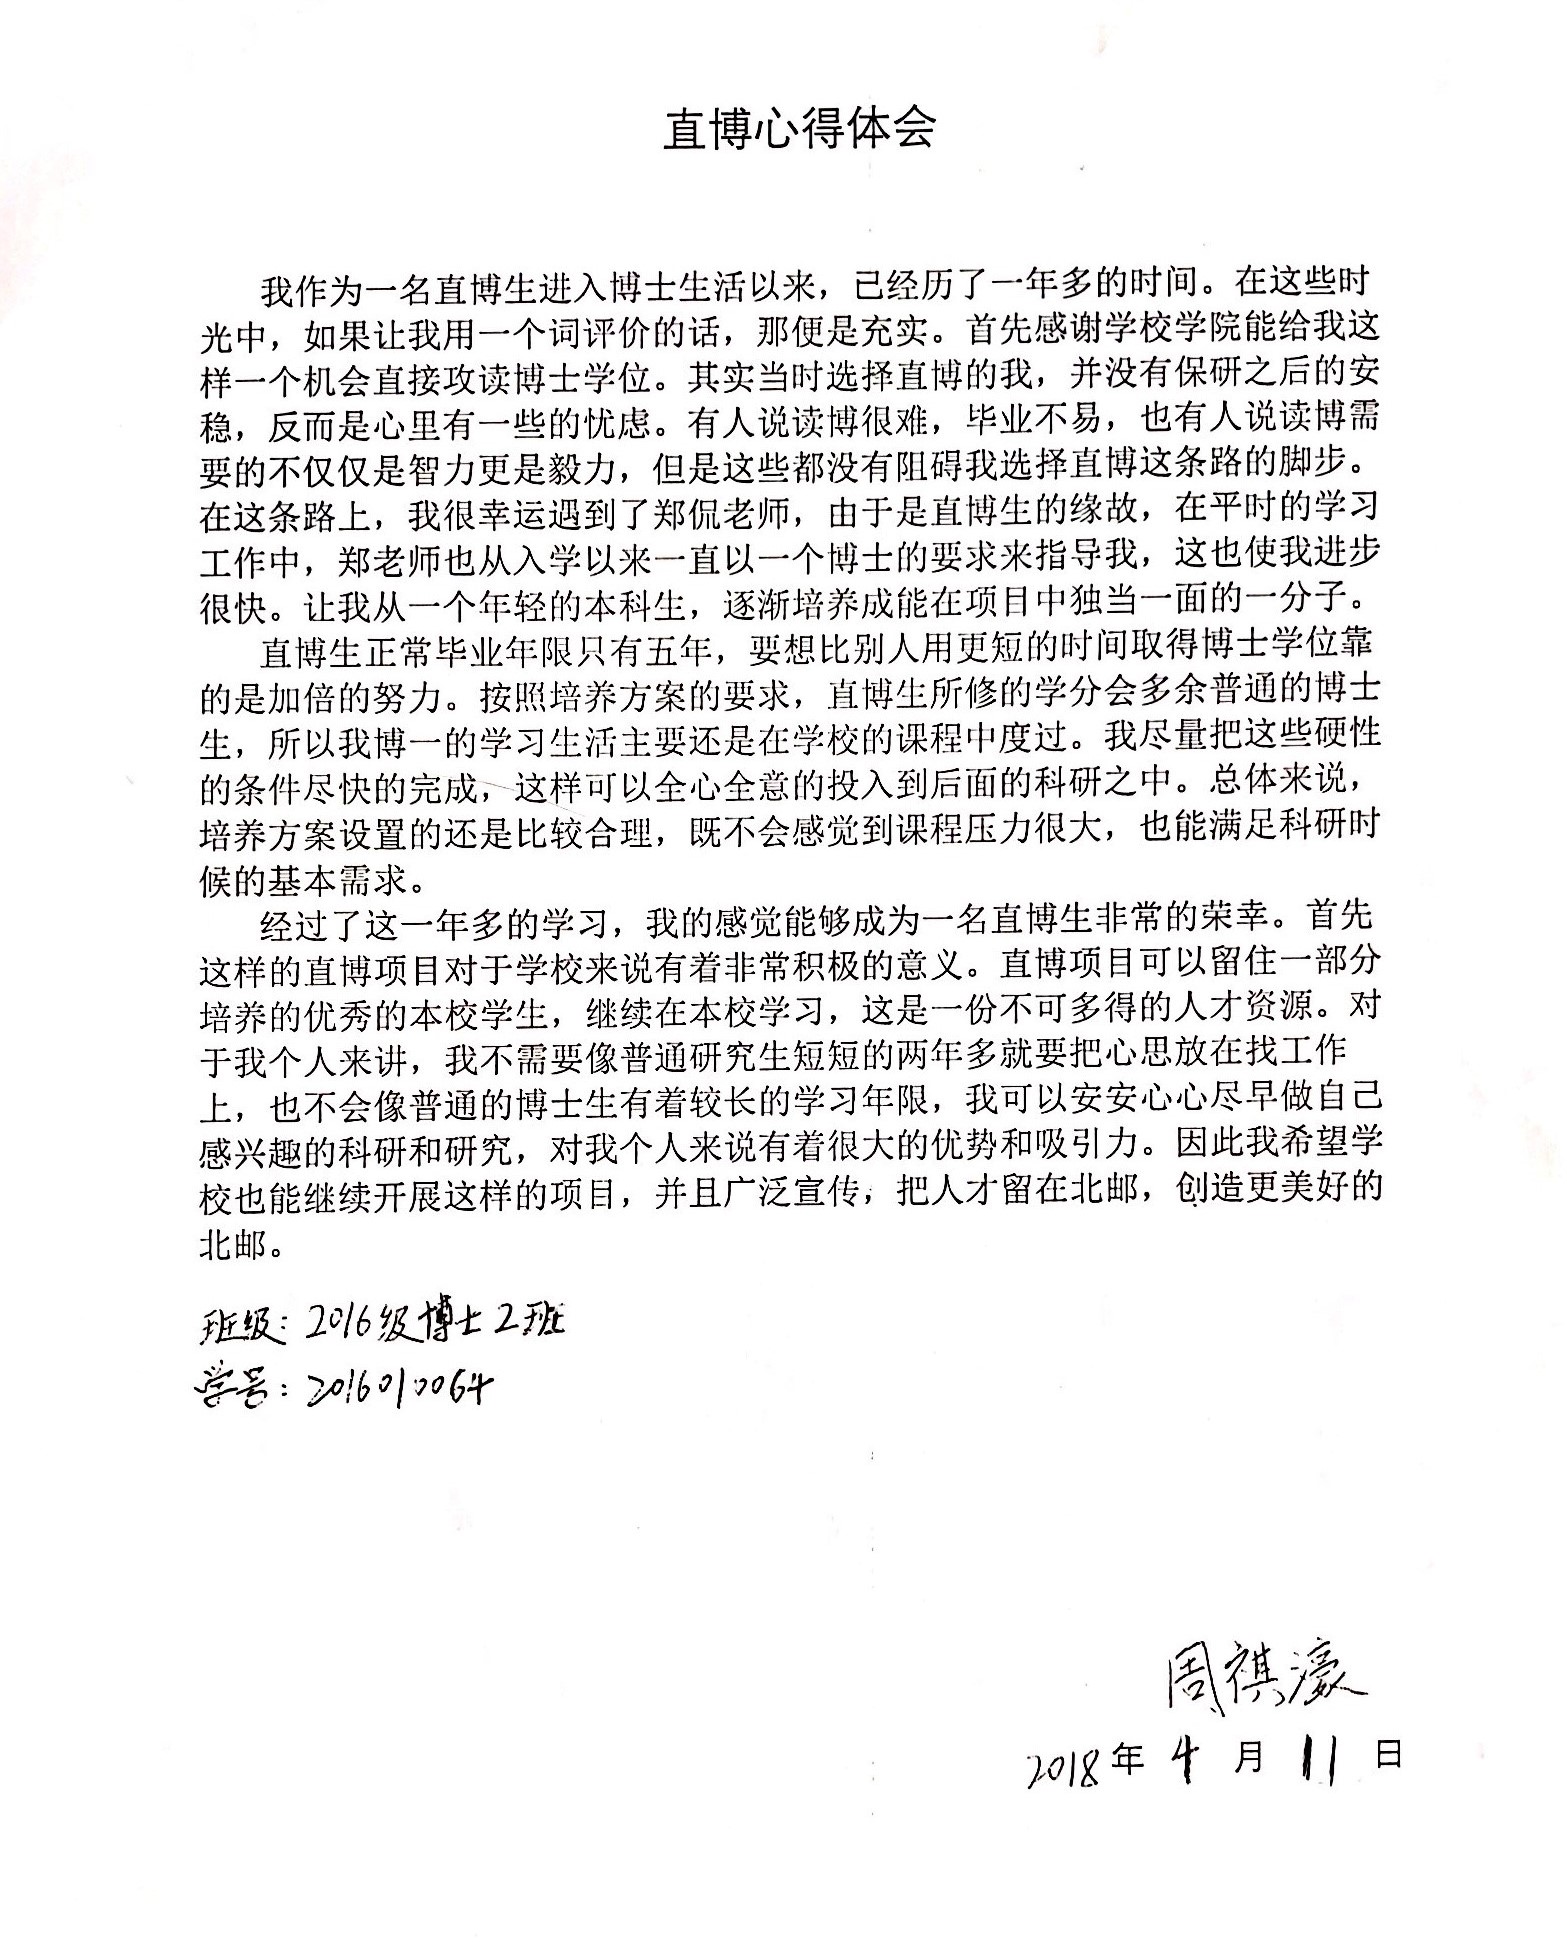 直博心得体会
我作为一名直博生进入博士生活以来，已经历了一年多的时间。在这些时
光中，如果让我用一个词评价的话，那便是充实。首先感谢学校学院能给我这
样一个机会直接攻读博士学位。其实当时选择直博的我，并没有保研之后的安
稳，反而是心里有一些的忧虑。有人说读博很难，毕业不易，也有人说读博需
要的不仅仅是智力更是毅力，但是这些都没有阻碍我选择直博这条路的脚步。
在这条路上，我很幸运遇到了郑侃老师，由于是直博生的缘故，在平时的学习
工作中，郑老师也从入学以来一直以一个博士的要求来指导我，这也使我进步
很快。让我从一个年轻的本科生，逐渐培养成能在项目中独当一面的一分子。
直博生正常毕业年限只有五年，要想比别人用更短的时间取得博士学位靠
的是加倍的努力。按照培养方案的要求，直博生所修的学分会多余普通的博士
生，所以我博一的学习生活主要还是在学校的课程中度过。我尽量把这些硬性
的条件尽快的完成，这样可以全心全意的投入到后面的科研之中。总体来说，
培养方案设置的还是比较合理，既不会感觉到课程压力很大，也能满足科研时
候的基本需求。
经过了这一年多的学习，我的感觉能够成为一名直博生非常的荣幸。首先
这样的直博项目对于学校来说有着非常积极的意义。直博项目可以留住一部分
培养的优秀的本校学生，继续在本校学习，这是一份不可多得的人才资源。对
于我个人来讲，我不需要像普通研究生短短的两年多就要把心思放在找工作
上，也不会像普通的博士生有着较长的学习年限，我可以安安心心尽早做自己
感兴趣的科研和研究，对我个人来说有着很大的优势和吸引力。因此我希望学
校也能继续开展这样的项目，并且广泛宣传，把人才留在北邮，创造更美好的
北邮。
班级：2016级博士2班
学号：2016010064
周祺濠
2018年 4 月 11 日